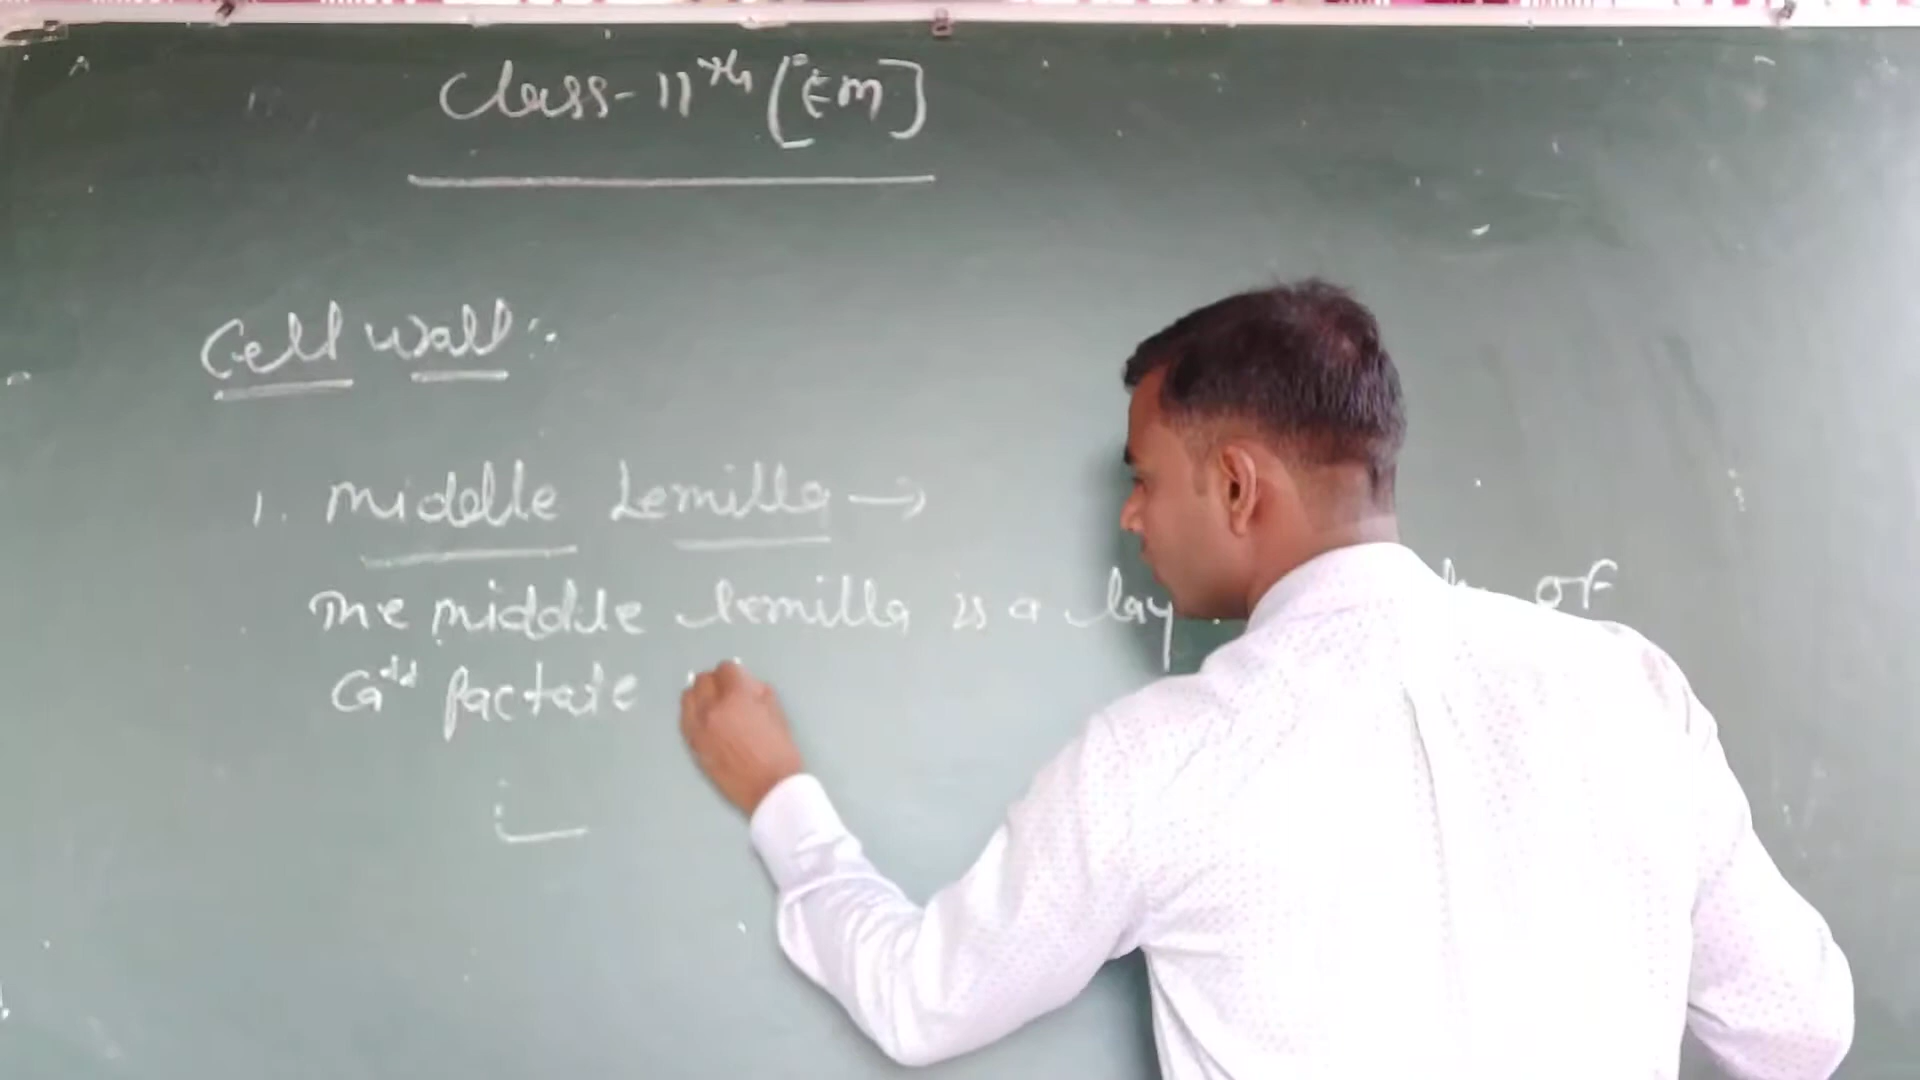 Class-11th [Em]
Cell Wall:-
1. Middle Lemilla →
The middle lemilla is a lay of
Ca++ Pactate